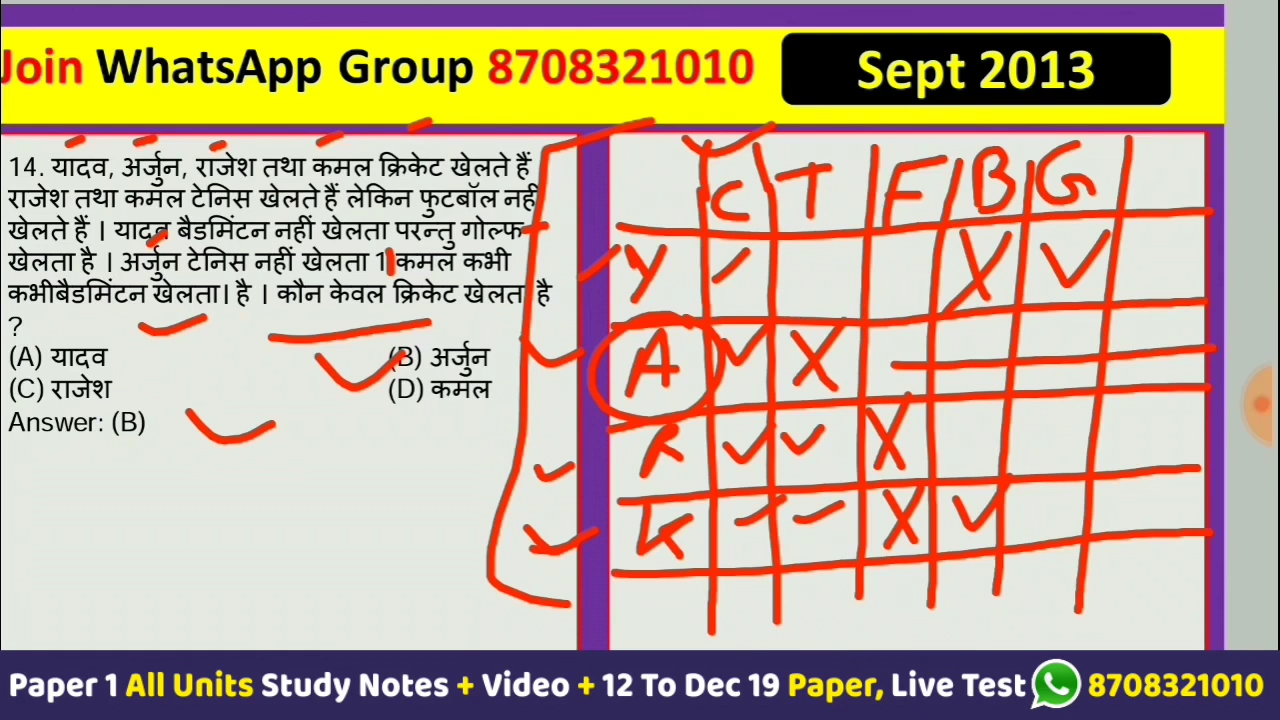 Join WhatsApp Group 8708321010
Sept 2013
14. यादव, अर्जुन, राजेश तथा कमल क्रिकेट खेलते हैं
राजेश तथा कमल टेनिस खेलते हैं लेकिन फुटबॉल नही
खेलते हैं । यादव बैडमिंटन नहीं खेलता परन्तु गोल्फ
खेलता है । अर्जुन टेनिस नहीं खेलता 1 कमल कभी
कभीबैडमिंटन खेलता। है । कौन केवल क्रिकेट खेलता है
?
(A) यादव (B) अर्जुन
(C) राजेश (D) कमल
Answer: (B)
C T F B G
Y
A
R
K
Paper 1 All Units Study Notes + Video + 12 To Dec 19 Paper, Live Test 8708321010